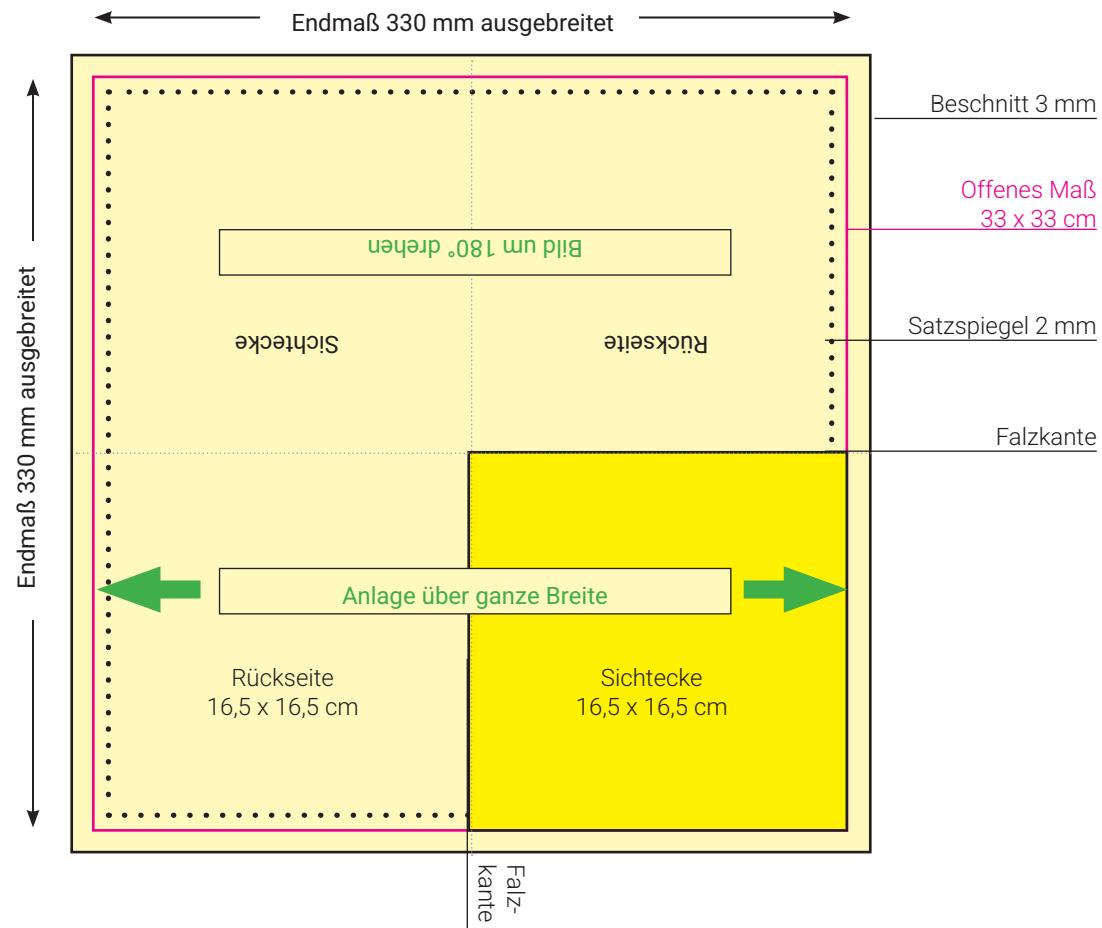 Endmaß 330 mm ausgebreitet
Endmaß 330 mm ausgebreitet
Beschnitt 3 mm
Offenes Maß
33 x 33 cm
Bild um 180° drehen
Satzspiegel 2 mm
Sichtecke
Rückseite
Falzkante
Anlage über ganze Breite
Rückseite
16,5 x 16,5 cm
Sichtecke
16,5 x 16,5 cm
Falz-
kante